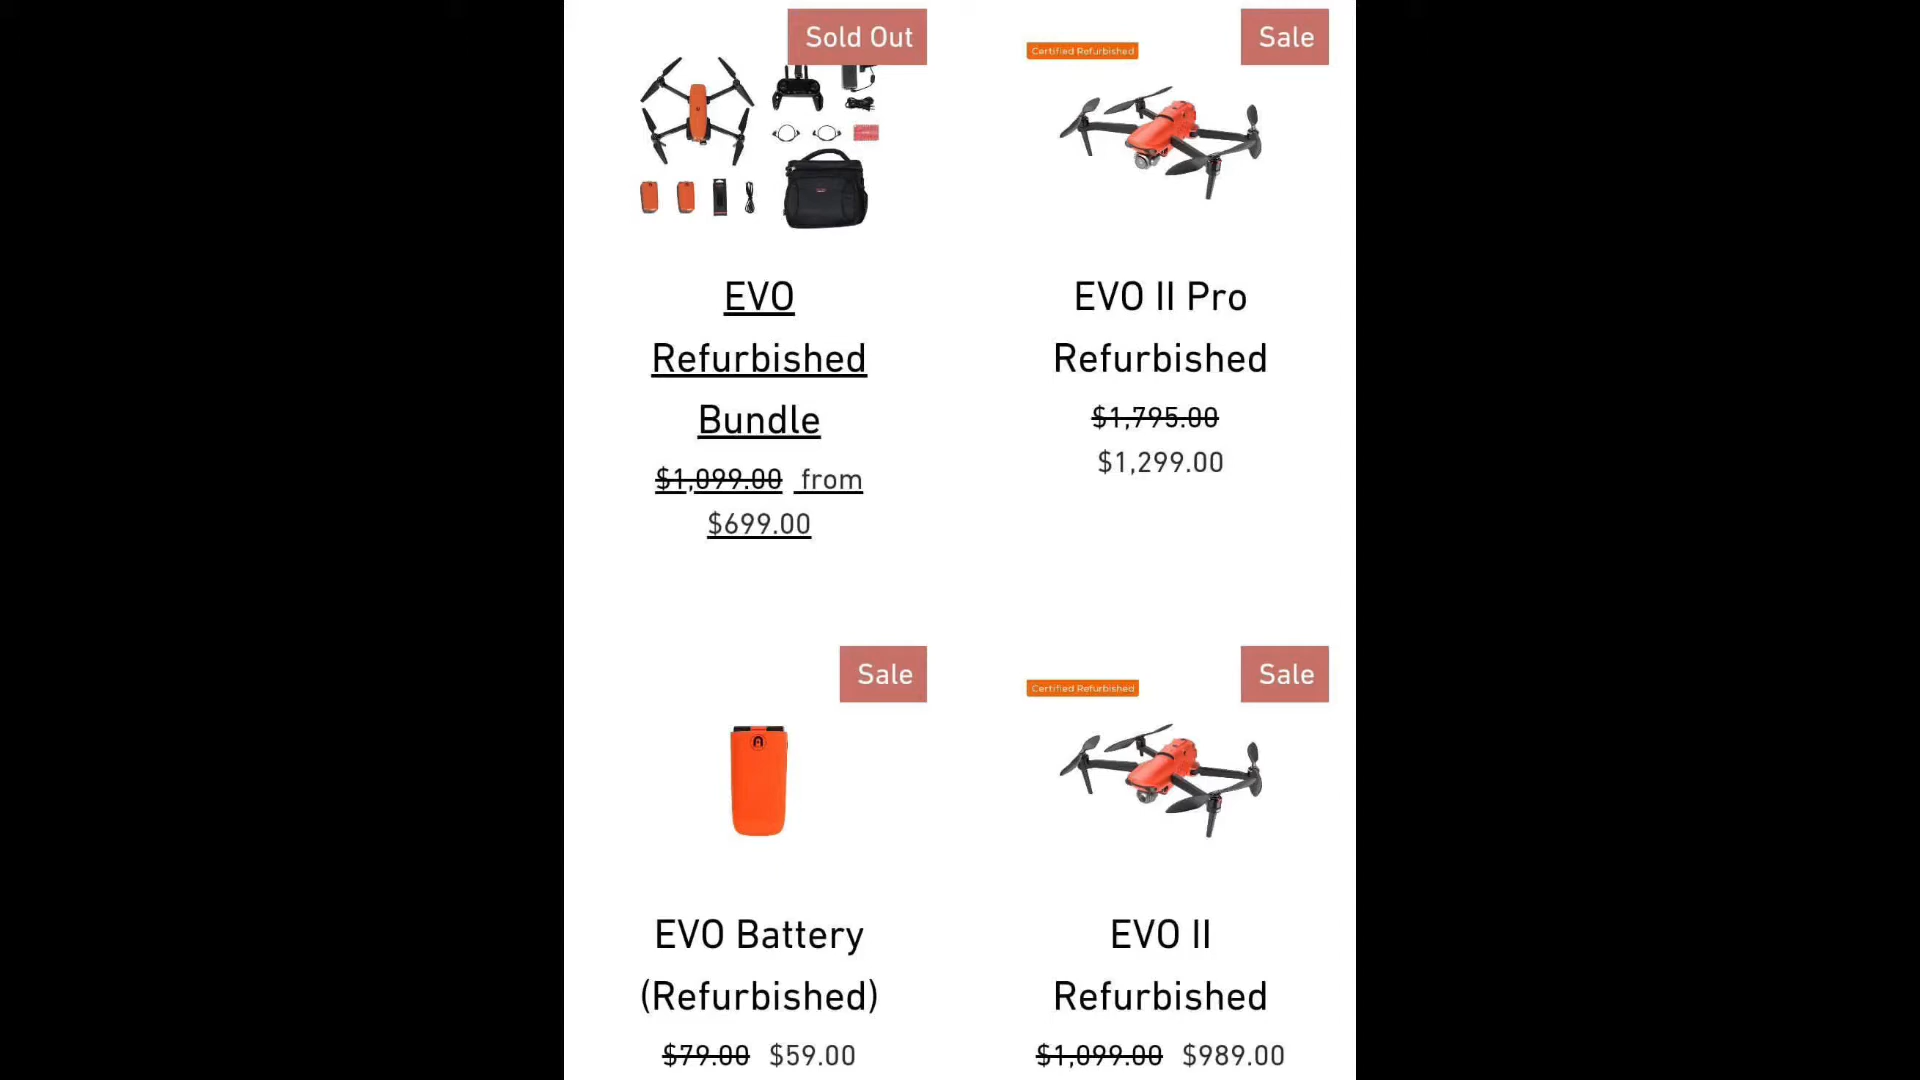 Sold Out
EVO
Refurbished
Bundle
$1,099.00 from
$699.00
Certified Refurbished
Sale
EVO II Pro
Refurbished
$1,795.00
$1,299.00
Sale
EVO Battery
(Refurbished)
$79.00 $59.00
Certified Refurbished
Sale
EVO II
Refurbished
$1,099.00 $989.00